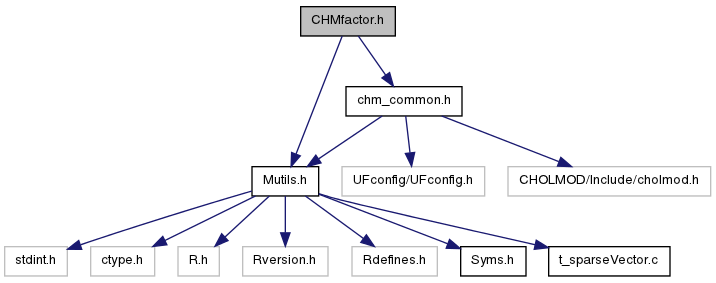 CHMfactor.h
chm_common.h
Mutils.h
UFconfig/UFconfig.h
CHOLMOD/Include/cholmod.h
stdint.h
ctype.h
R.h
Rversion.h
Rdefines.h
Syms.h
t_sparseVector.c